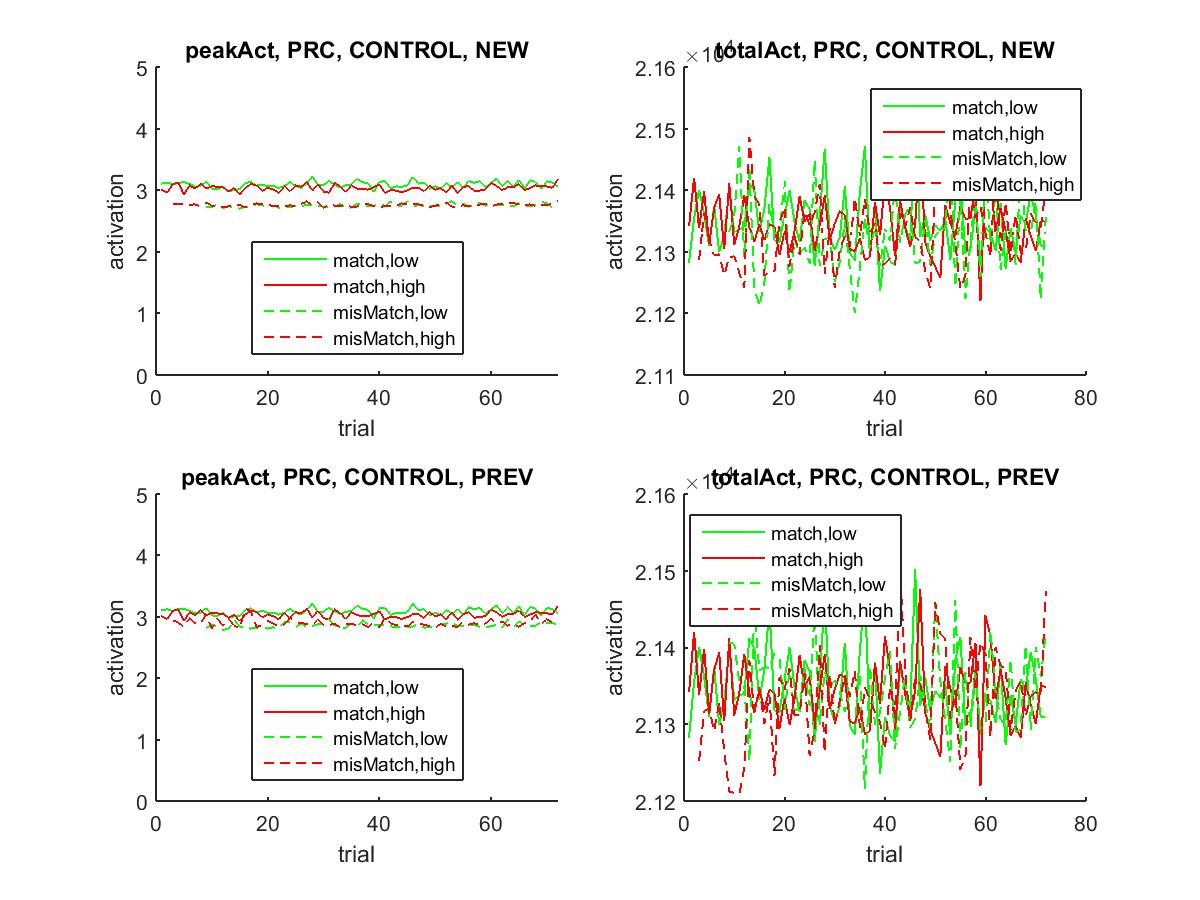 peakAct, PRC, CONTROL, NEW
5
4
3
2
1
0
activation
0 20 40 60
trial
match,low
match,high
misMatch,low
misMatch,high
totalAct, PRC, CONTROL, NEW
2.16
2.15
2.14
2.13
2.12
2.11
activation
0 20 40 60 80
trial
match,low
match,high
misMatch,low
misMatch,high
peakAct, PRC, CONTROL, PREV
5
4
3
2
1
0
activation
0 20 40 60
trial
match,low
match,high
misMatch,low
misMatch,high
totalAct, PRC, CONTROL, PREV
2.16
2.15
2.14
2.13
2.12
activation
0 20 40 60 80
trial
match,low
match,high
misMatch,low
misMatch,high